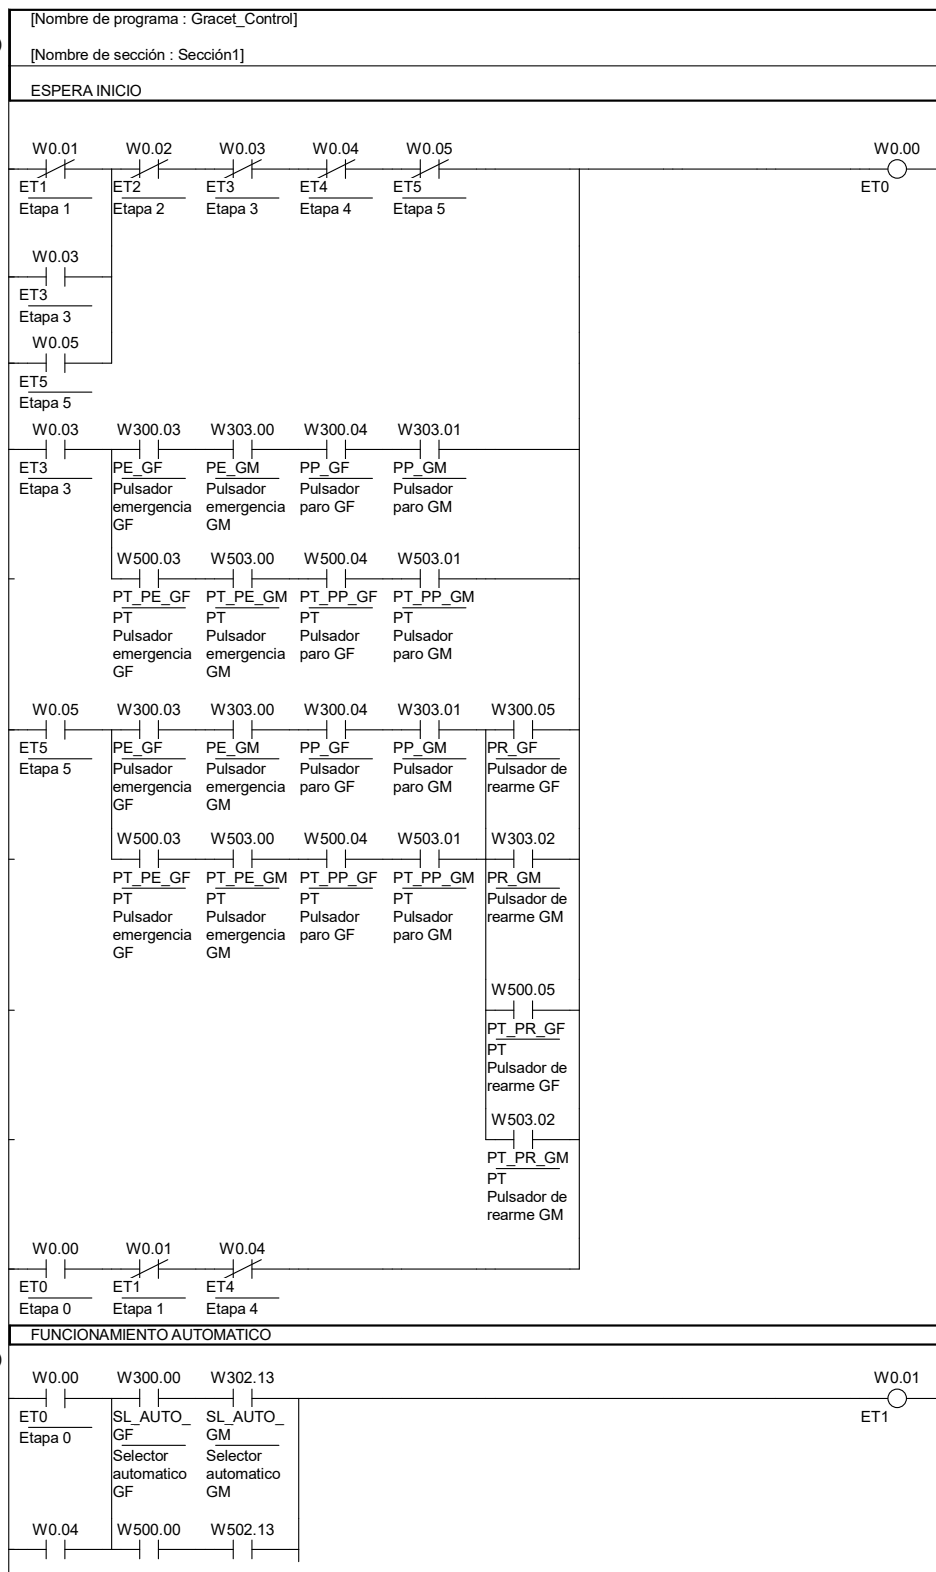 [Nombre de programa : Gracet_Control]
[Nombre de sección : Sección1]
ESPERA INICIO
W0.01 W0.02 W0.03 W0.04 W0.05 W0.00
ET1 ET2 ET3 ET4 ET5 ET0
Etapa 1 Etapa 2 Etapa 3 Etapa 4 Etapa 5
W0.03
ET3
Etapa 3
W0.05
ET5
Etapa 5
W0.03 W300.03 W303.00 W300.04 W303.01
ET3 PE_GF PE_GM PP_GF PP_GM
Etapa 3 Pulsador Pulsador Pulsador Pulsador
emergencia emergencia paro GF paro GM
GF GM
W500.03 W503.00 W500.04 W503.01
PT_PE_GF PT_PE_GM PT_PP_GF PT_PP_GM
PT PT PT PT
Pulsador Pulsador Pulsador Pulsador
emergencia emergencia paro GF paro GM
GF GM
W0.05 W300.03 W303.00 W300.04 W303.01 W300.05
ET5 PE_GF PE_GM PP_GF PP_GM PR_GF
Etapa 5 Pulsador Pulsador Pulsador Pulsador Pulsador de
emergencia emergencia paro GF paro GM rearme GF
GF GM
W500.03 W503.00 W500.04 W503.01 W303.02
PT_PE_GF PT_PE_GM PT_PP_GF PT_PP_GM PR_GM
PT PT PT PT Pulsador de
Pulsador Pulsador Pulsador Pulsador rearme GM
emergencia emergencia paro GF paro GM
GF GM
W500.05
PT_PR_GF
PT
Pulsador de
rearme GF
W503.02
PT_PR_GM
PT
Pulsador de
rearme GM
W0.00 W0.01 W0.04
ET0 ET1 ET4
Etapa 0 Etapa 1 Etapa 4
FUNCIONAMIENTO AUTOMATICO
W0.00 W300.00 W302.13 W0.01
ET0 SL_AUTO_ SL_AUTO_ ET1
Etapa 0 GF GM
Selector Selector
automatico automatico
GF GM
W0.04 W500.00 W502.13